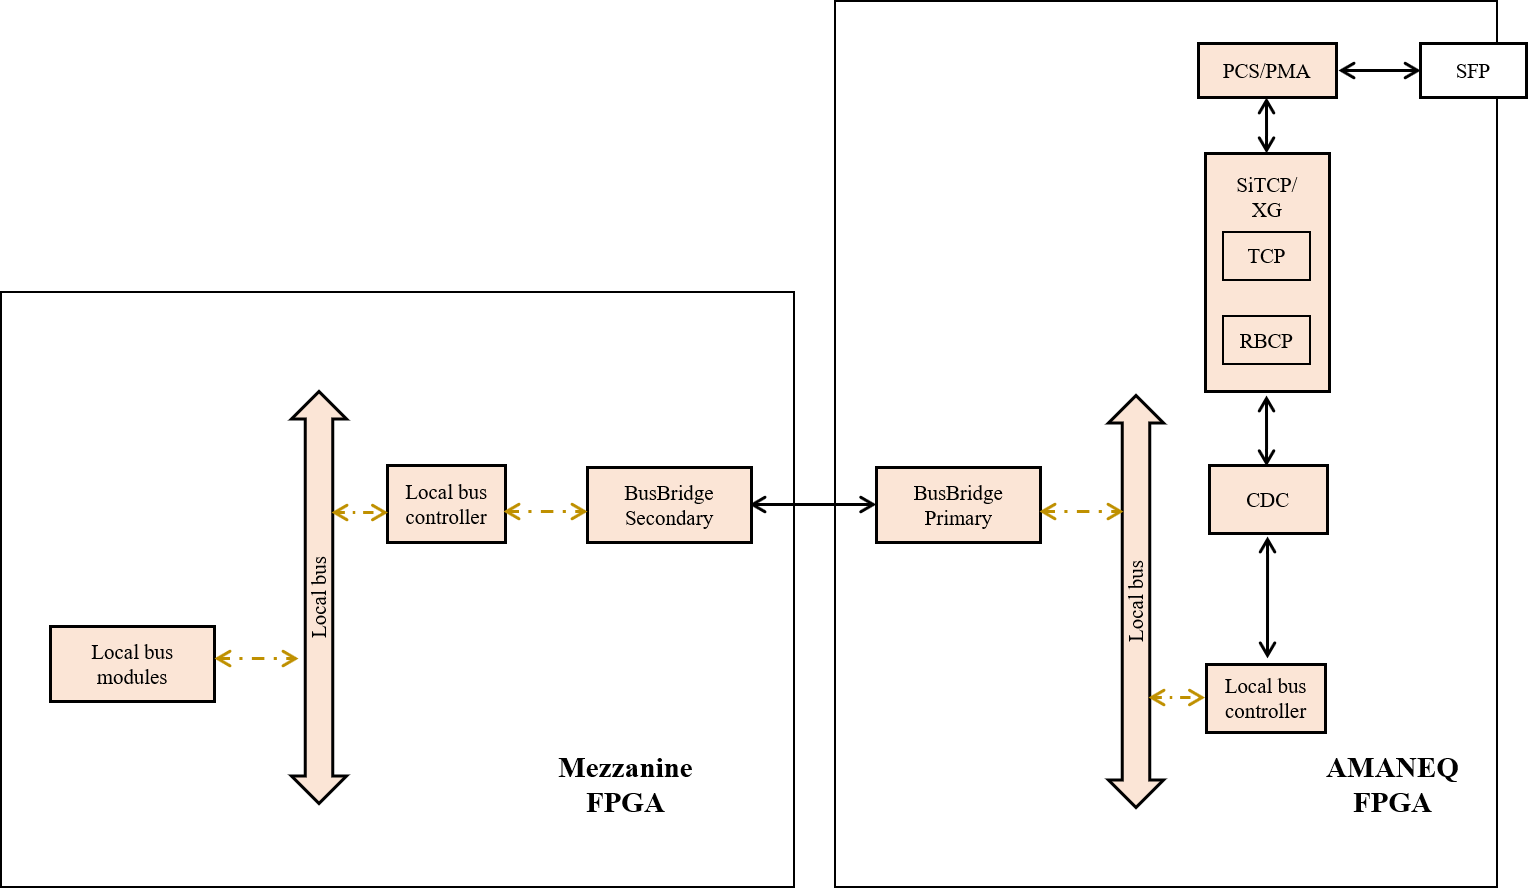 PCS/PMA
SFP
SiTCP/
XG
TCP
RBCP
CDC
Local bus
controller
Local bus
BusBridge
Primary
BusBridge
Secondary
Local bus
controller
Local bus
Local bus
modules
Mezzanine
FPGA
AMANEQ
FPGA